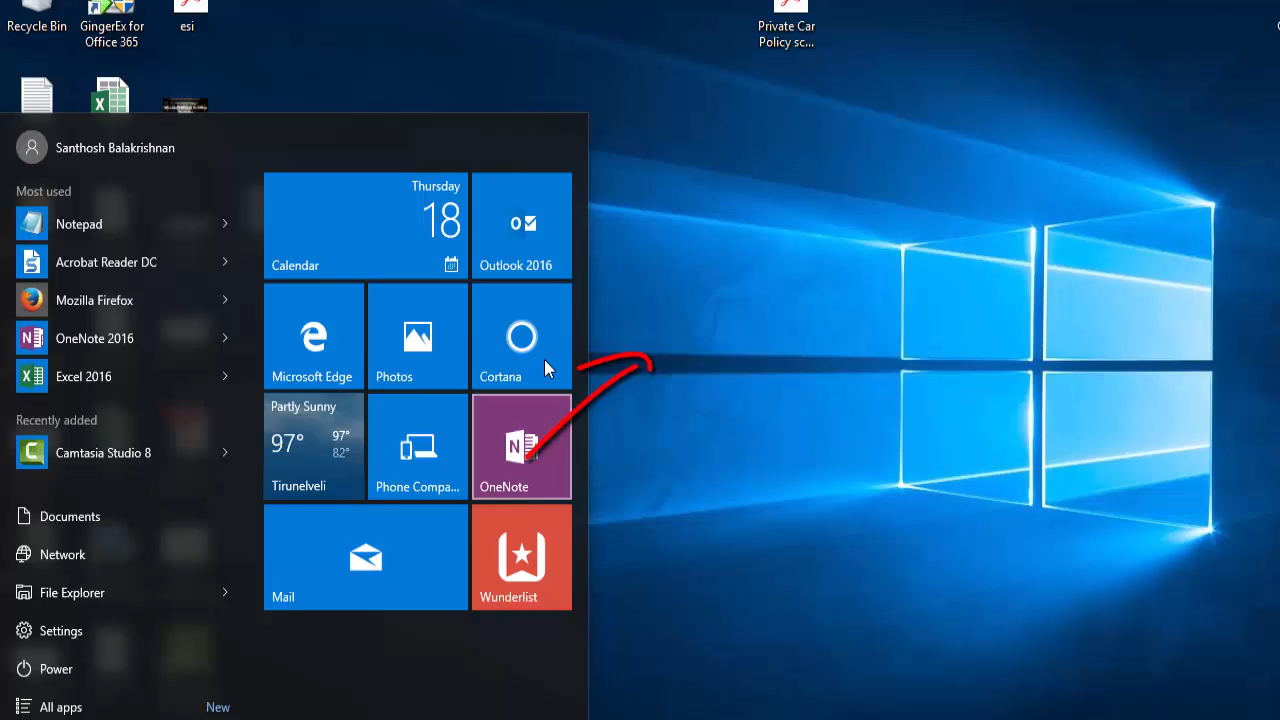 Recycle Bin
GingerEx for
Office 365
esi
Private Car
Policy sc...
Santhosh Balakrishnan
Most used
Notepad
Acrobat Reader DC
Mozilla Firefox
OneNote 2016
Excel 2016
Recently added
Camtasia Studio 8
Documents
Network
File Explorer
Settings
Power
All apps
New
Thursday
18
Calendar
Outlook 2016
Microsoft Edge
Photos
Cortana
Partly Sunny
97°
97°
82°
Tirunelveli
Phone Compa...
OneNote
Mail
Wunderlist